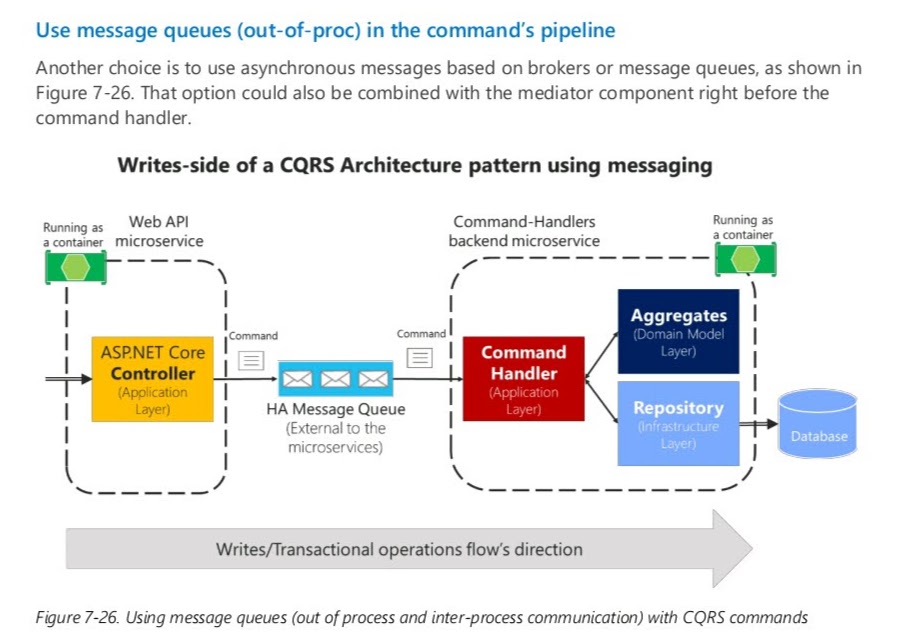 Use message queues (out-of-proc) in the command's pipeline
Another choice is to use asynchronous messages based on brokers or message queues, as shown in
Figure 7-26. That option could also be combined with the mediator component right before the
command handler.
Writes-side of a CQRS Architecture pattern using messaging
Running as
a container
Web API
microservice
Command-Handlers
backend microservice
Running as
a container
ASP.NET Core
Controller
(Application
Layer)
Command
HA Message Queue
(External to the
microservices)
Command
Command
Handler
(Application
Layer)
Aggregates
(Domain Model
Layer)
Repository
(Infrastructure
Layer)
Database
Writes/Transactional operations flow's direction
Figure 7-26. Using message queues (out of process and inter-process communication) with CQRS commands